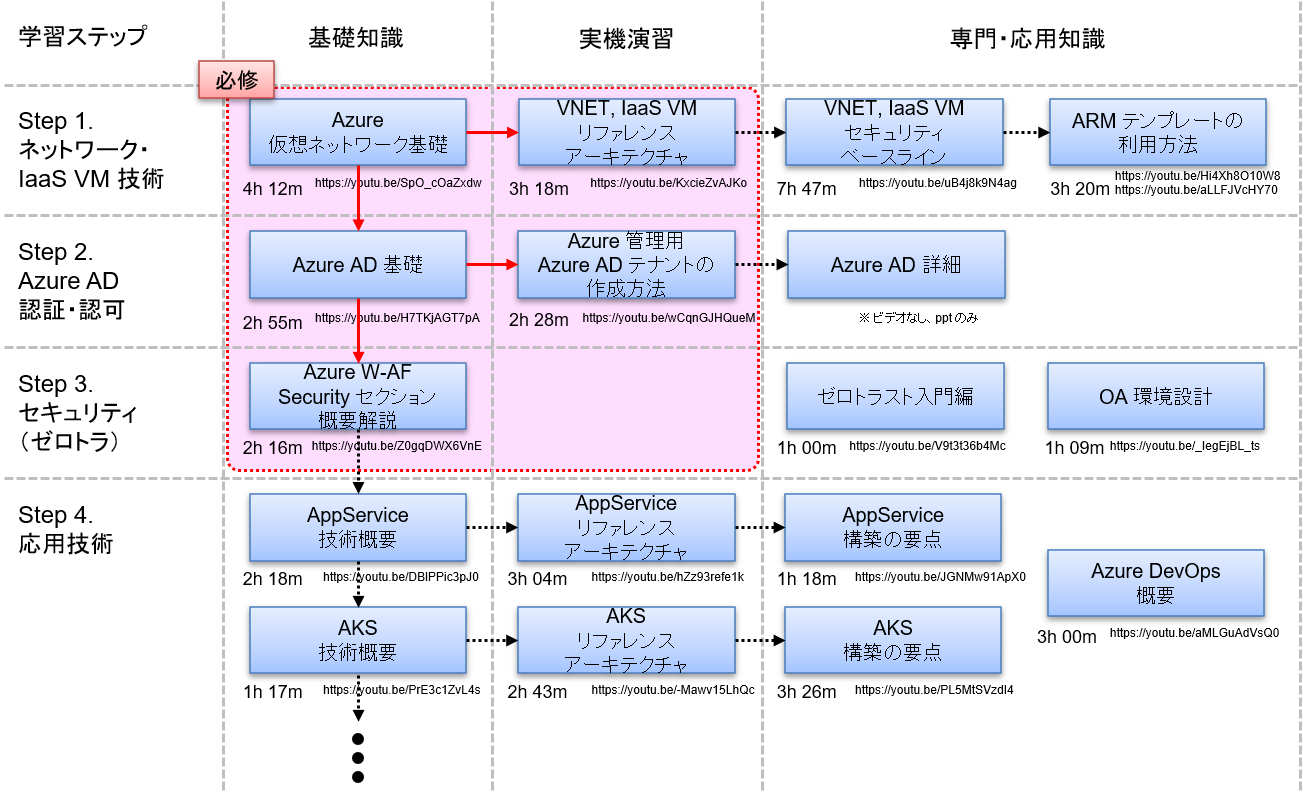 学習ステップ
基礎知識
実機演習
専門・応用知識
必修
Step 1.
ネットワーク・
IaaS VM 技術
Azure
仮想ネットワーク基礎
4h 12m
https://youtu.be/SpO_cOaZxdw
VNET, IaaS VM
リファレンス
アーキテクチャ
3h 18m
https://youtu.be/KxcieZvAJKo
VNET, IaaS VM
セキュリティ
ベースライン
7h 47m
https://youtu.be/uB4j8k9N4ag
ARM テンプレートの
利用方法
3h 20m
https://youtu.be/Hi4Xh8O10W8
https://youtu.be/aLLFJVcHY70
Step 2.
Azure AD
認証・認可
Azure AD 基礎
2h 55m
https://youtu.be/H7TKjAGT7pA
Azure 管理用
Azure AD テナントの
作成方法
2h 28m
https://youtu.be/wCqnGJHQueM
Azure AD 詳細
※ビデオなし、ppt のみ
Step 3.
セキュリティ
（ゼロトラ）
Azure W-AF
Security セクション
概要解説
2h 16m
https://youtu.be/Z0gqDWX6VnE
ゼロトラスト入門編
1h 00m
https://youtu.be/V9t3t36b4Mc
OA 環境設計
1h 09m
https://youtu.be/_IegEjBL_ts
Step 4.
応用技術
AppService
技術概要
2h 18m
https://youtu.be/DBIPPic3pJ0
AppService
リファレンス
アーキテクチャ
3h 04m
https://youtu.be/hZz93refe1k
AppService
構築の要点
1h 18m
https://youtu.be/JGNMw91ApX0
Azure DevOps
概要
3h 00m
https://youtu.be/aMLGuAdVsQ0
AKS
技術概要
1h 17m
https://youtu.be/PrE3c1ZvL4s
AKS
リファレンス
アーキテクチャ
2h 43m
https://youtu.be/-Mawv15LhQc
AKS
構築の要点
3h 26m
https://youtu.be/PL5MtSVzdI4